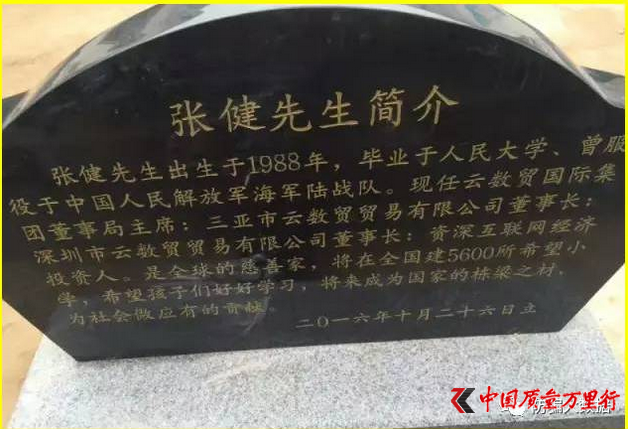 张健先生简介
张健先生出生于1988年，毕业于人民大学、曾服
役于中国人民解放军海军陆战队。现任云数贸国际集
团董事局主席；三亚市云数贸贸易有限公司董事长；
深圳市云数贸贸易有限公司董事长；资深互联网经济
投资人。是全球的慈善家，将在全国建5600所希望小
学，希望孩子们好好学习，将来成为国家的栋梁之材，
为社会做应有的贡献。
二〇一六年十月二十六日立
中国质量万里行